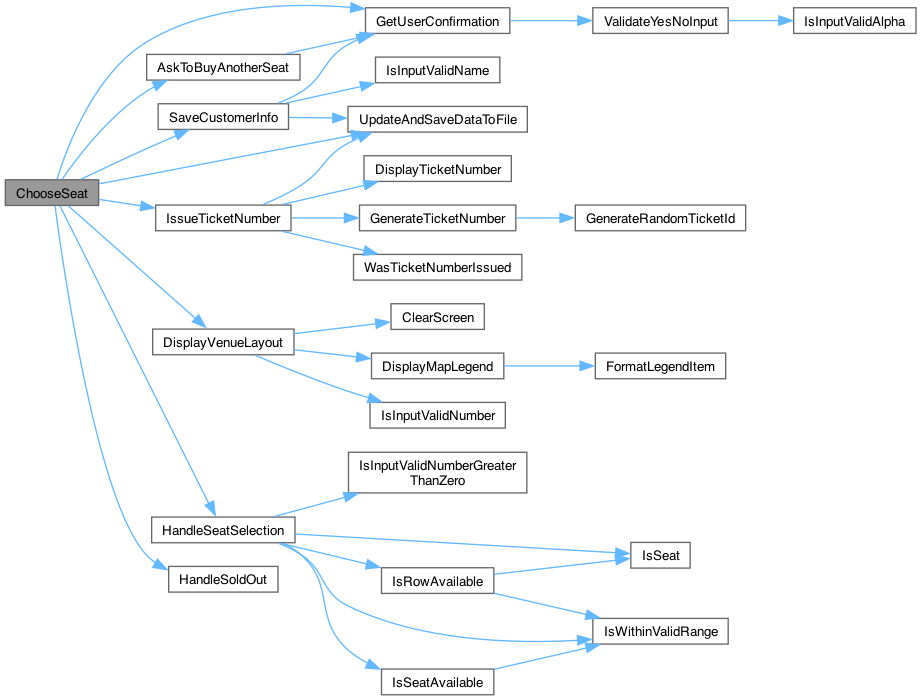 GetUserConfirmation
ValidateYesNoInput
IsInputValidAlpha
AskToBuyAnotherSeat
IsInputValidName
SaveCustomerInfo
UpdateAndSaveDataToFile
DisplayTicketNumber
ChooseSeat
IssueTicketNumber
GenerateTicketNumber
GenerateRandomTicketId
WasTicketNumberIssued
ClearScreen
DisplayVenueLayout
DisplayMapLegend
FormatLegendItem
IsInputValidNumber
IsInputValidNumberGreater
ThanZero
HandleSeatSelection
IsSeat
HandleSoldOut
IsRowAvailable
IsWithinValidRange
IsSeatAvailable